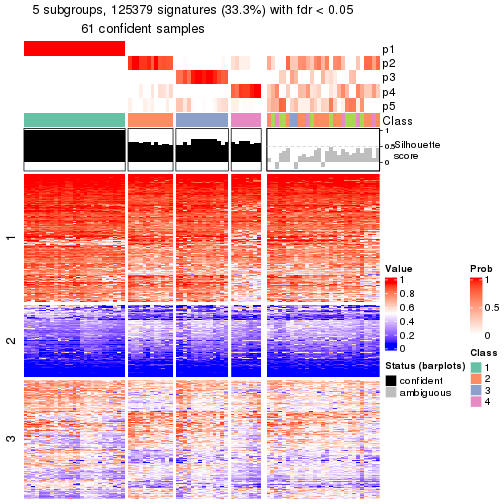 5 subgroups, 125379 signatures (33.3%) with fdr < 0.05
61 confident samples
p1
p2
p3
p4
p5
Class
1
0.5
0
Silhouette
score
1
2
3
Value
1
0.8
0.6
0.4
0.2
0
Prob
1
0.5
0
Status (barplots)
confident
ambiguous
Class
1
2
3
4